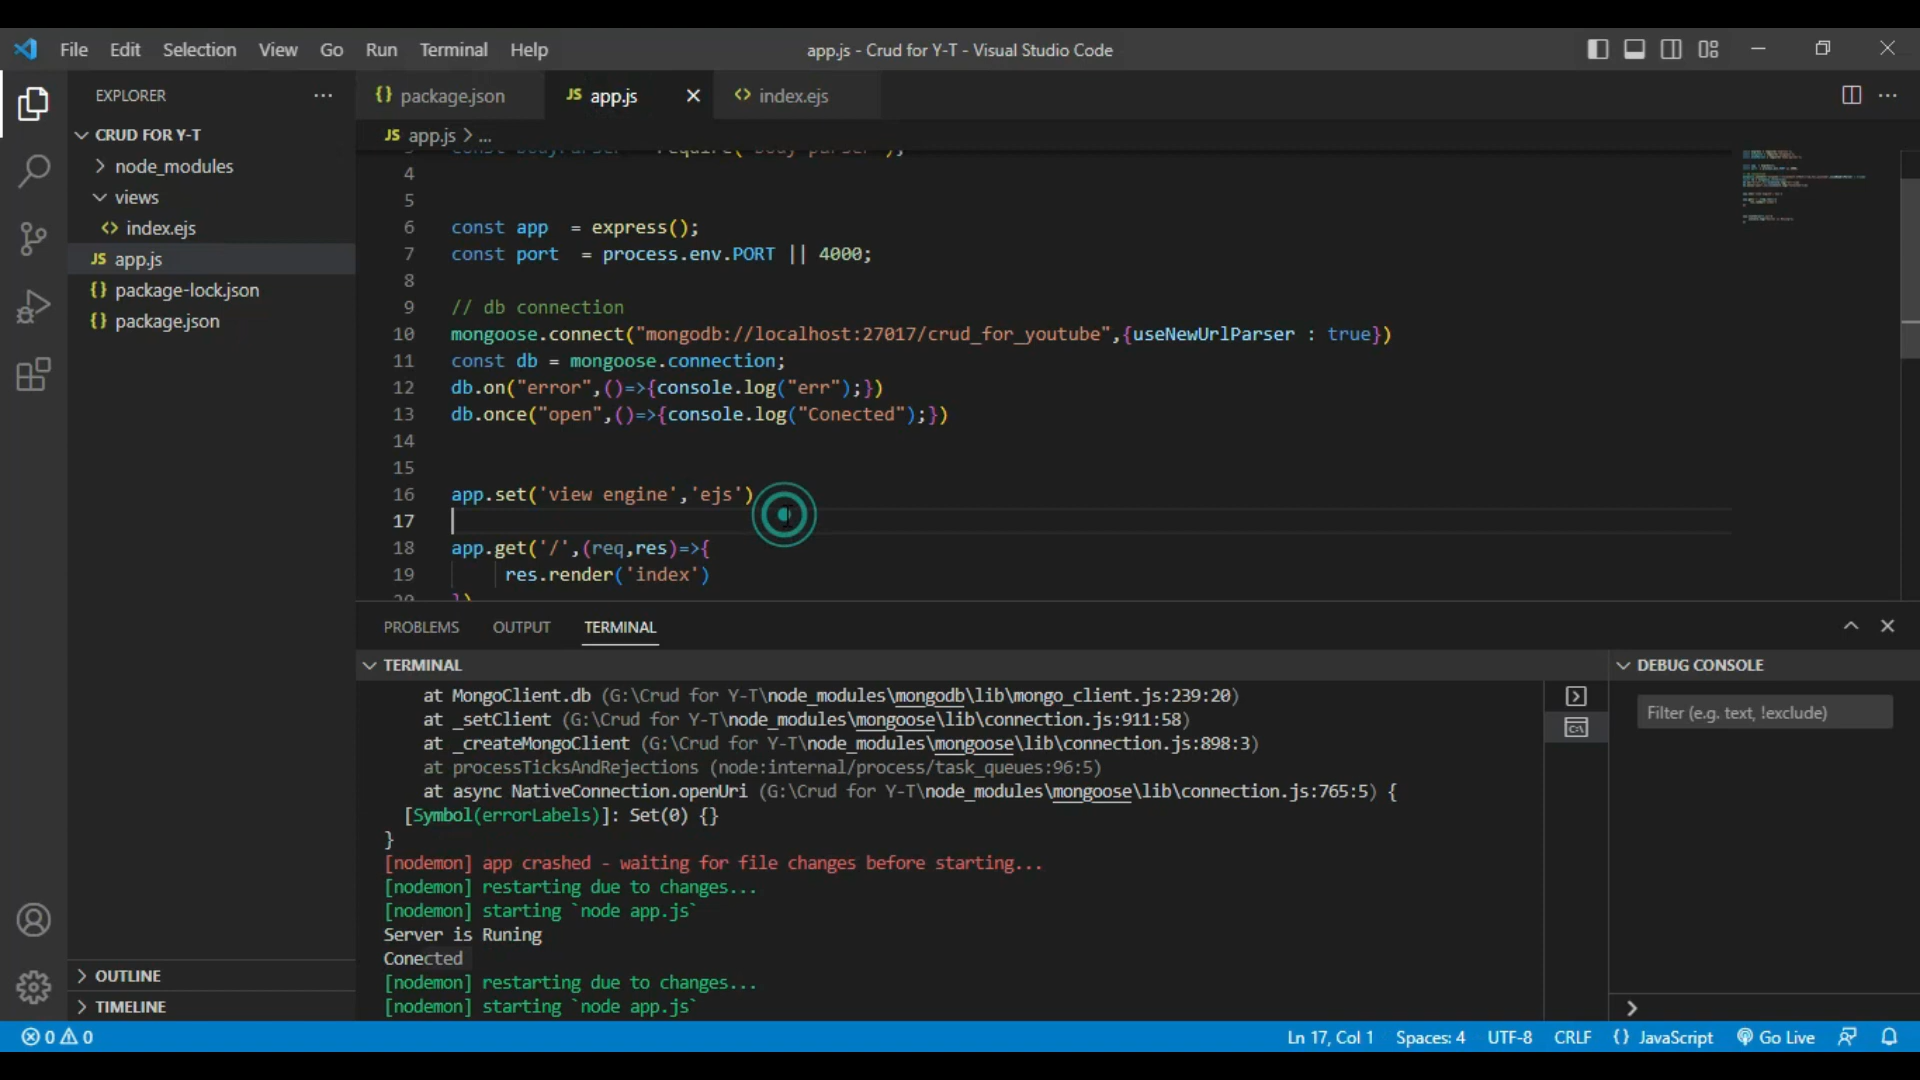 File Edit Selection View Go Run Terminal Help
app.js - Crud for Y-T - Visual Studio Code
EXPLORER
CRUD FOR Y-T
node_modules
views
index.ejs
app.js
package-lock.json
package.json
OUTLINE
TIMELINE
package.json
JS app.js
index.ejs
JS app.js > ...
4
5
6 const app = express();
7 const port = process.env.PORT || 4000;
8
9 // db connection
10 mongoose.connect("mongodb://localhost:27017/crud_for_youtube",{useNewUrlParser : true})
11 const db = mongoose.connection;
12 db.on("error",()=>{console.log("err");})
13 db.once("open",()=>{console.log("Conected");})
14
15
16 app.set('view engine','ejs')
17
18 app.get('/',(req,res)=>{
19 res.render('index')
20 })
PROBLEMS OUTPUT TERMINAL
TERMINAL
at MongoClient.db (G:\Crud for Y-T\node_modules\mongodb\lib\mongo_client.js:239:20)
at _setClient (G:\Crud for Y-T\node_modules\mongoose\lib\connection.js:911:58)
at _createMongoClient (G:\Crud for Y-T\node_modules\mongoose\lib\connection.js:898:3)
at processTicksAndRejections (node:internal/process/task_queues:96:5)
at async NativeConnection.openUri (G:\Crud for Y-T\node_modules\mongoose\lib\connection.js:765:5) {
[Symbol(errorLabels)]: Set(0) {}
}
[nodemon] app crashed - waiting for file changes before starting...
[nodemon] restarting due to changes...
[nodemon] starting `node app.js`
Server is Runing
Conected
[nodemon] restarting due to changes...
[nodemon] starting `node app.js`
DEBUG CONSOLE
Filter (e.g. text, !exclude)
0 0
Ln 17, Col 1 Spaces: 4 UTF-8 CRLF {} JavaScript Go Live